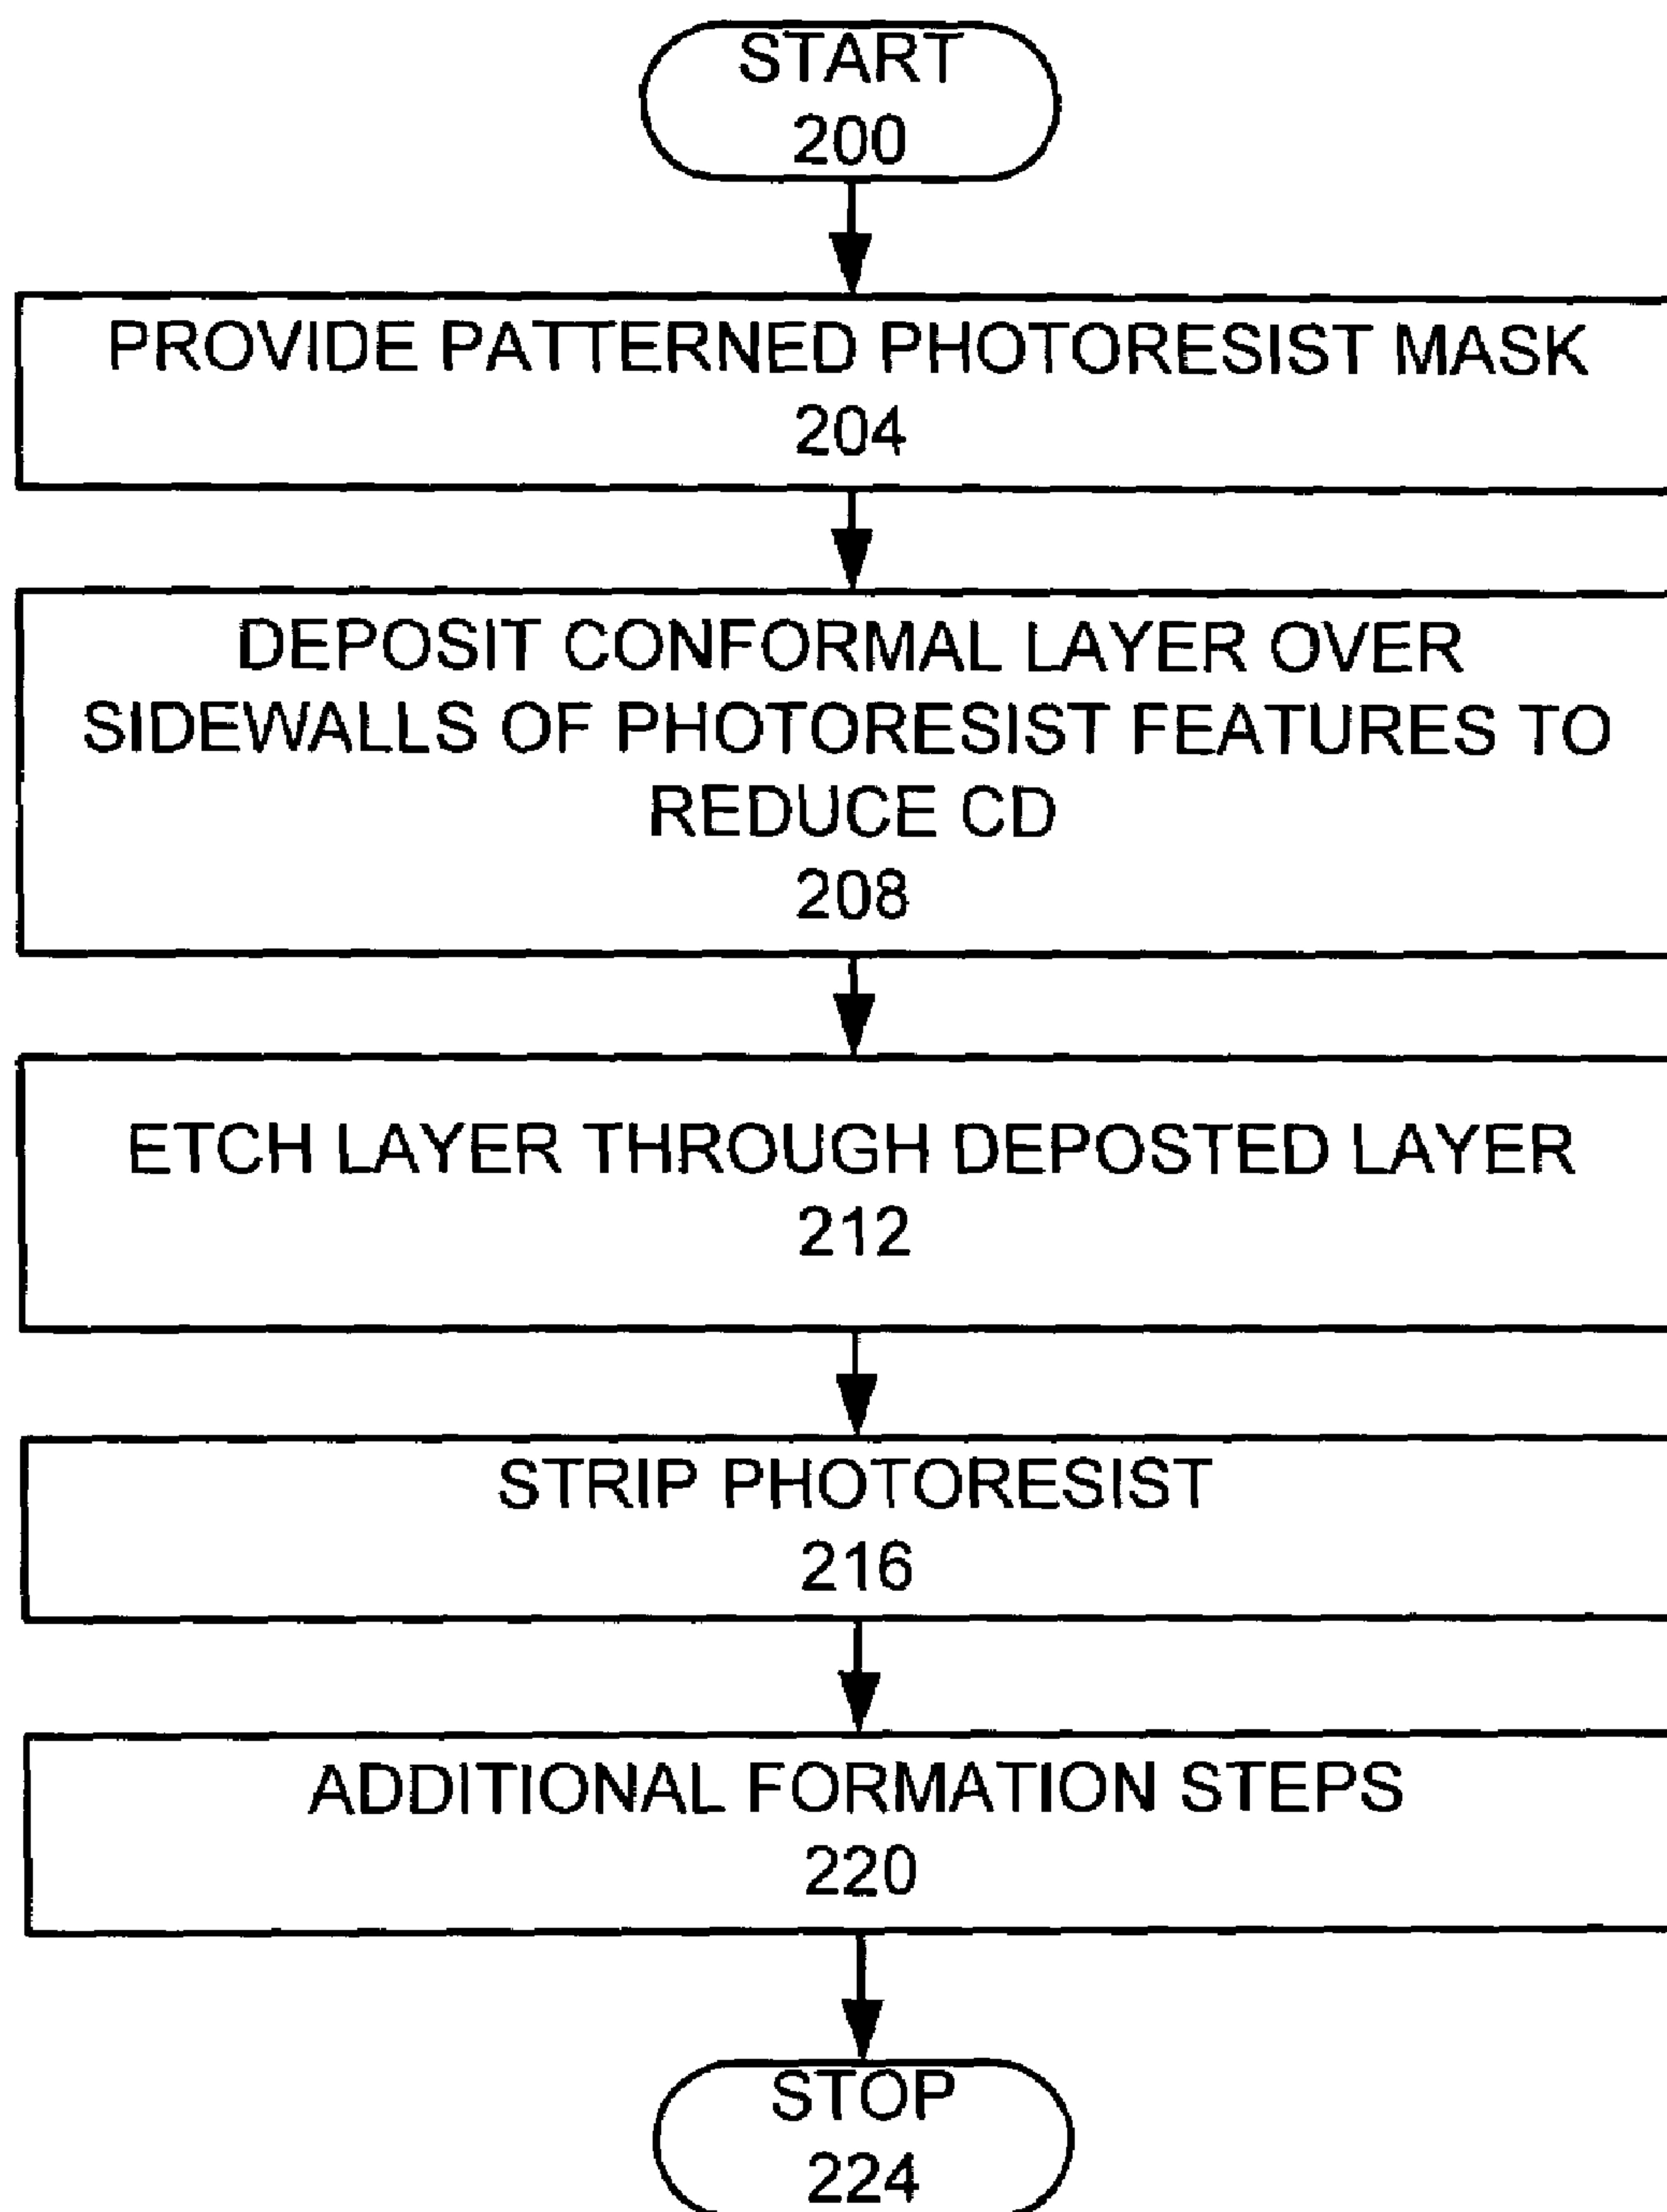 START
200
PROVIDE PATTERNED PHOTORESIST MASK
204
DEPOSIT CONFORMAL LAYER OVER
SIDEWALLS OF PHOTORESIST FEATURES TO
REDUCE CD
208
ETCH LAYER THROUGH DEPOSTED LAYER
212
STRIP PHOTORESIST
216
ADDITIONAL FORMATION STEPS
220
STOP
224